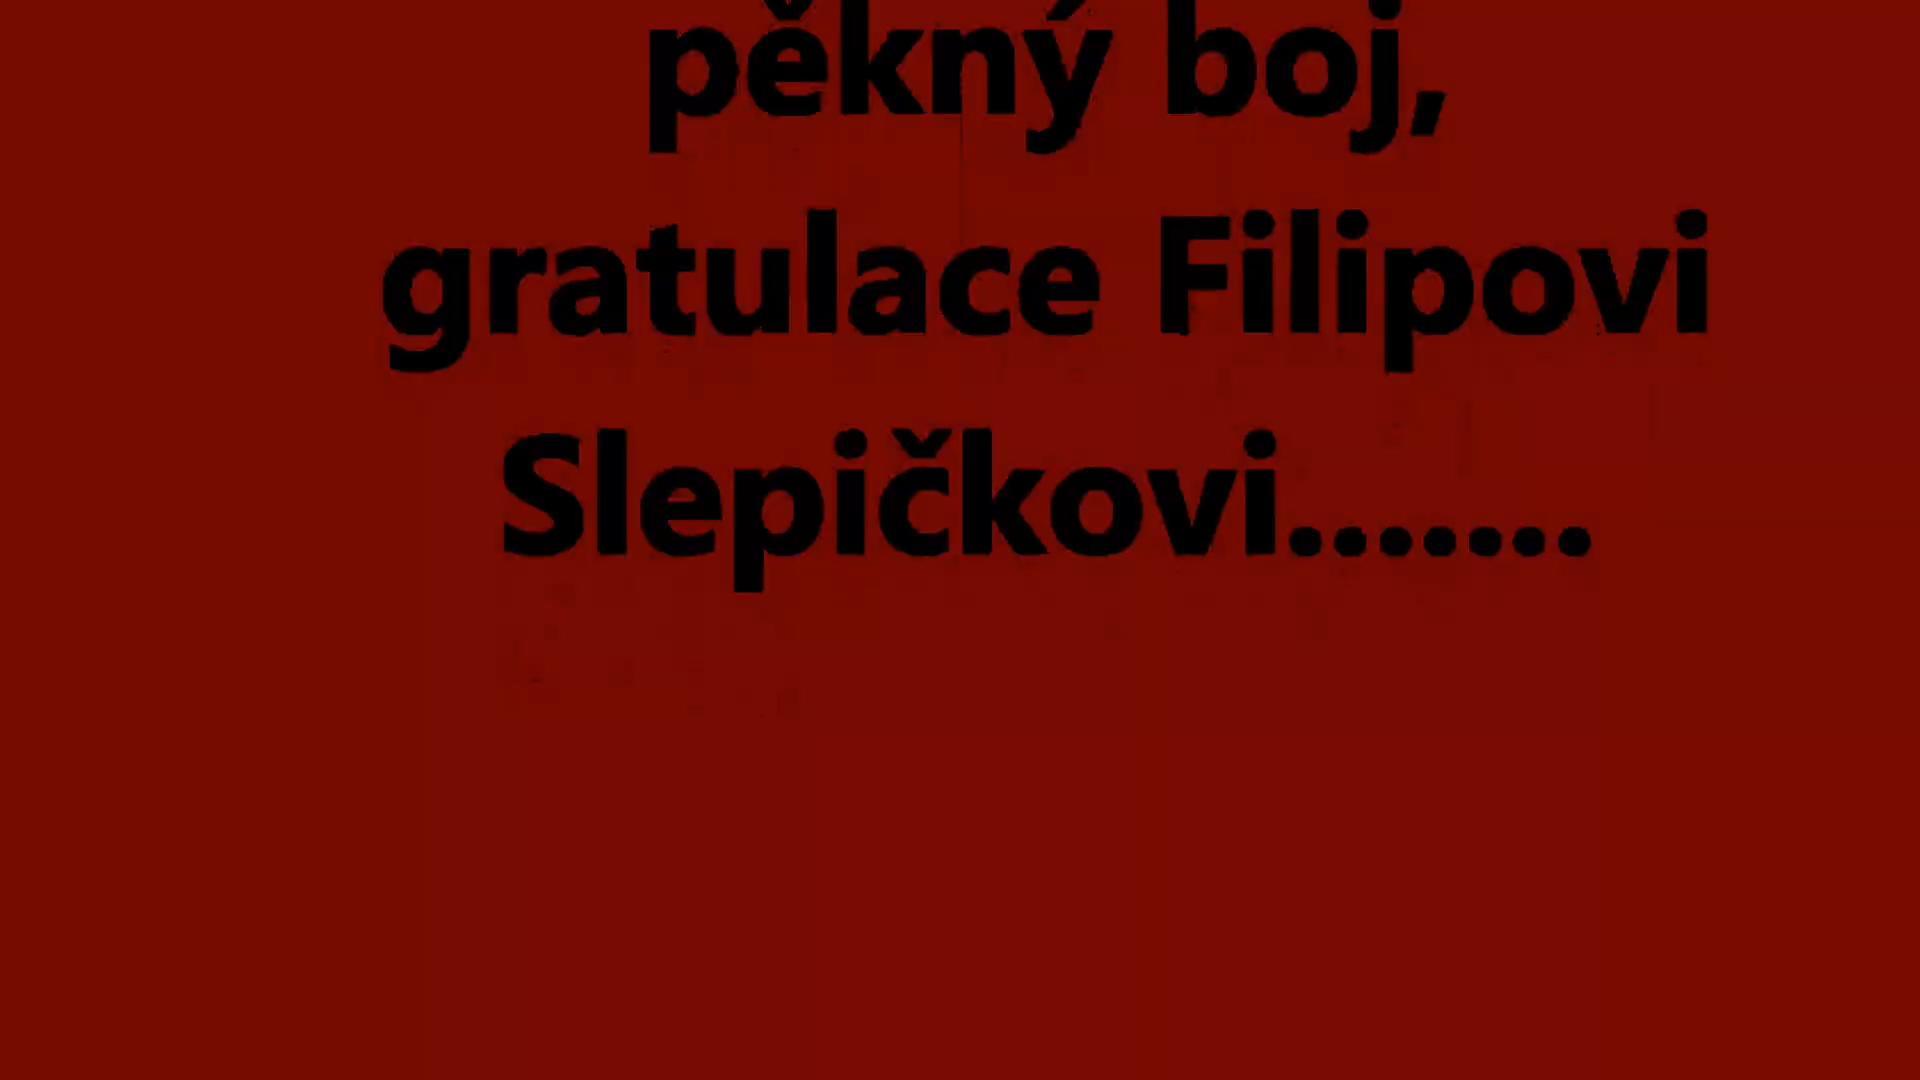 pěkný boj,
gratulace Filipovi
Slepičkovi.......